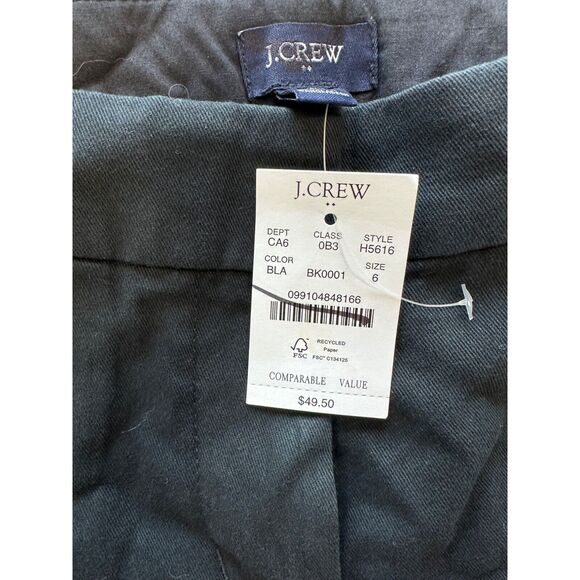 J.CREW
J.CREW
DEPT CLASS STYLE
CA6 0B3 H5616
COLOR SIZE
BLA BK0001 6
099104848166
FSC
RECYCLED
Paper
FSC® C134125
COMPARABLE VALUE
$49.50